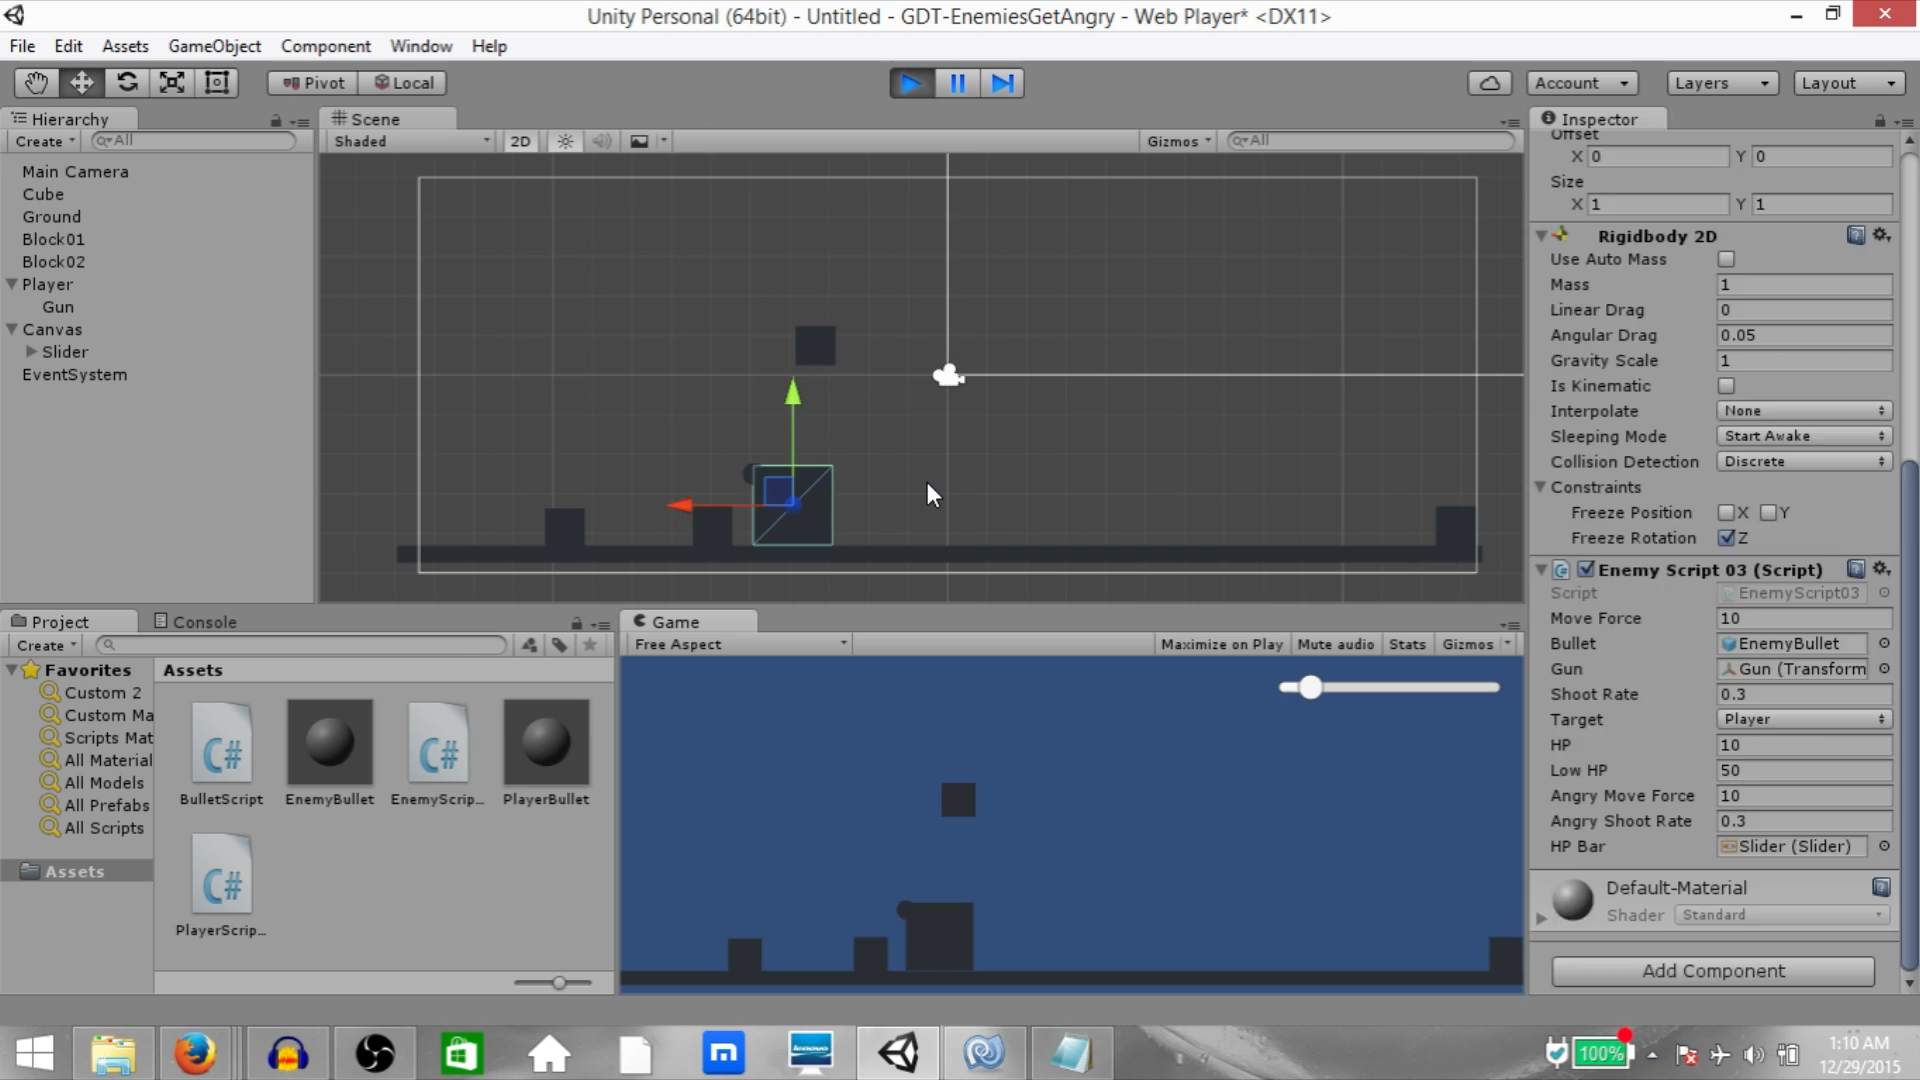 Unity Personal (64bit) - Untitled - GDT-EnemiesGetAngry - Web Player* <DX11>
File Edit Assets GameObject Component Window Help
Pivot Local
Account Layers Layout
Hierarchy
Create All
Main Camera
Cube
Ground
Block01
Block02
Player
Gun
Canvas
Slider
EventSystem
Scene
Shaded 2D Gizmos All
Inspector
Offset
X 0 Y 0
Size
X 1 Y 1
Rigidbody 2D
Use Auto Mass
Mass 1
Linear Drag 0
Angular Drag 0.05
Gravity Scale 1
Is Kinematic
Interpolate None
Sleeping Mode Start Awake
Collision Detection Discrete
Constraints
Freeze Position X Y
Freeze Rotation Z
Enemy Script 03 (Script)
Script EnemyScript03
Move Force 10
Bullet EnemyBullet
Gun Gun (Transform
Shoot Rate 0.3
Target Player
HP 10
Low HP 50
Angry Move Force 10
Angry Shoot Rate 0.3
HP Bar Slider (Slider)
Default-Material
Shader Standard
Add Component
Project Console
Create
Favorites
Custom 2
Custom Ma
Scripts Mat
All Material
All Models
All Prefabs
All Scripts
Assets
Assets
C# C#
BulletScript EnemyBullet EnemyScrip... PlayerBullet
C#
PlayerScrip...
Game
Free Aspect Maximize on Play Mute audio Stats Gizmos
m
lenovo
100%
1:10 AM
12/29/2015